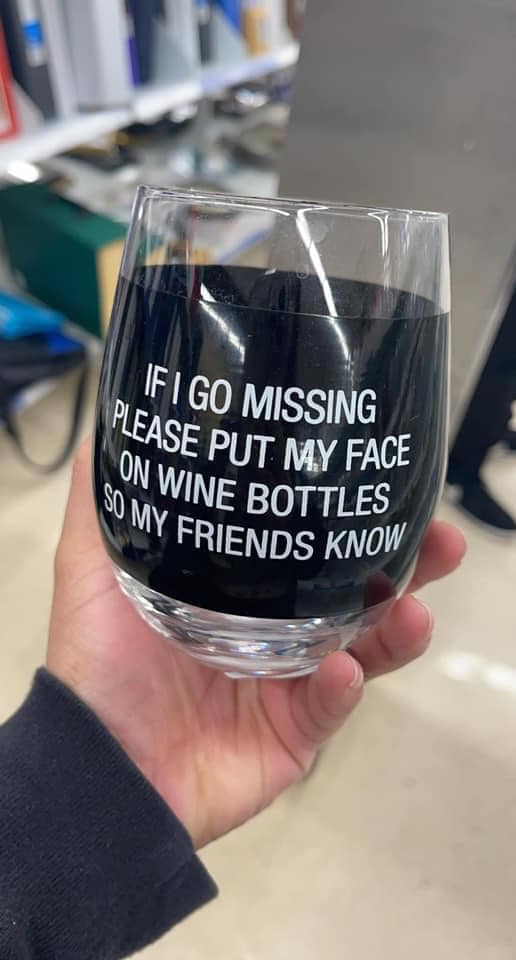 IF I GO MISSING
PLEASE PUT MY FACE
ON WINE BOTTLES
SO MY FRIENDS KNOW